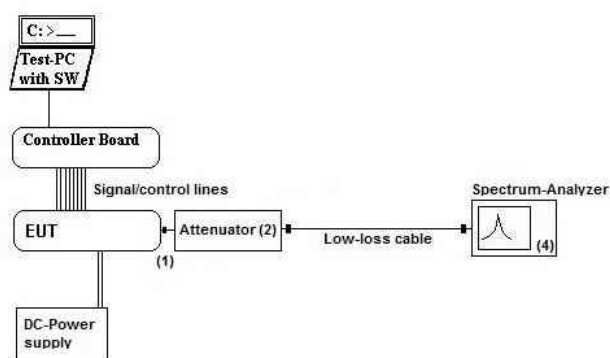 C: >__
Test-PC
with SW
Controller Board
Signal/control lines
Spectrum-Analyzer
EUT
Attenuator (2)
Low-loss cable
(4)
(1)
DC-Power
supply